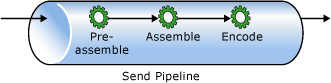 Pre-
assemble
Assemble
Encode
Send Pipeline